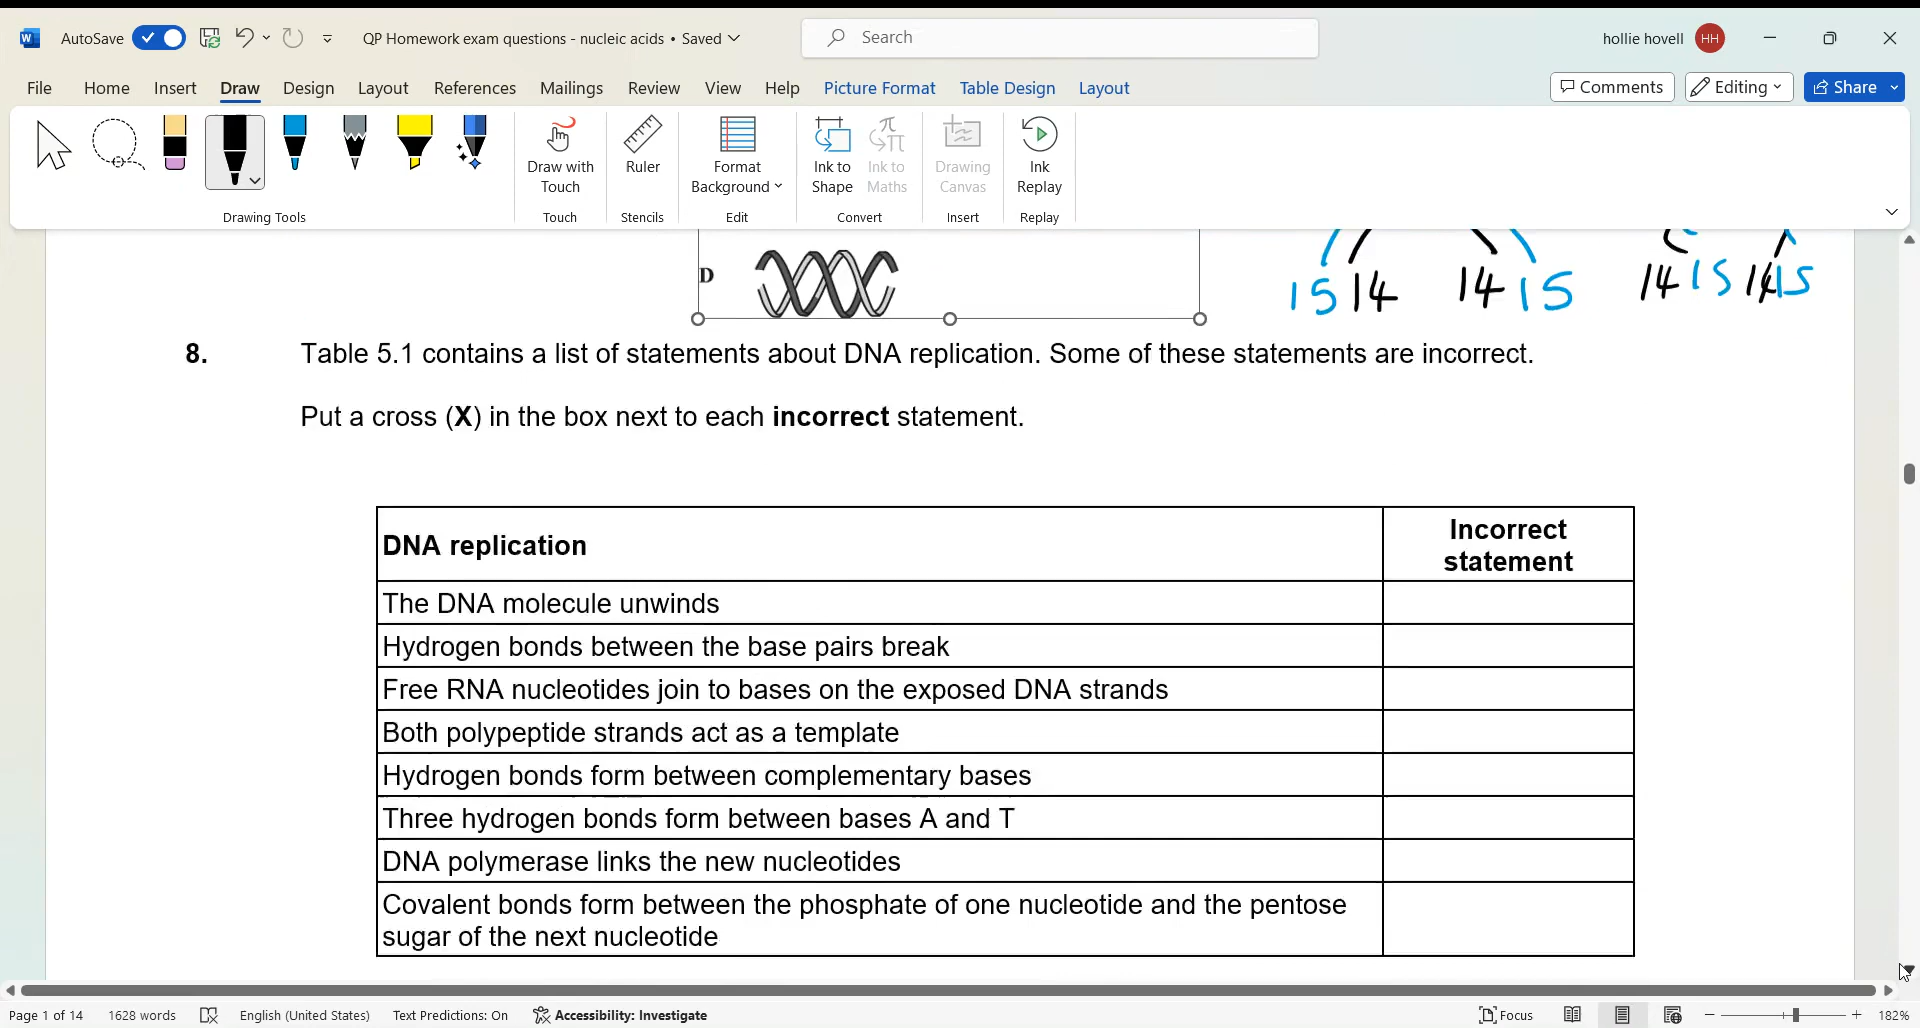 AutoSave
QP Homework exam questions - nucleic acids • Saved
Search
hollie hovell
HH
File Home Insert Draw Design Layout References Mailings Review View Help Picture Format Table Design Layout
Comments
Editing
Share
Draw with Touch
Ruler
Format Background
Ink to Shape
Ink to Maths
Drawing Canvas
Ink Replay
Drawing Tools Touch Stencils Edit Convert Insert Replay
D
15 14 14 15 14 15 14 15
8. Table 5.1 contains a list of statements about DNA replication. Some of these statements are incorrect.
Put a cross (X) in the box next to each incorrect statement.
DNA replication
Incorrect statement
The DNA molecule unwinds
Hydrogen bonds between the base pairs break
Free RNA nucleotides join to bases on the exposed DNA strands
Both polypeptide strands act as a template
Hydrogen bonds form between complementary bases
Three hydrogen bonds form between bases A and T
DNA polymerase links the new nucleotides
Covalent bonds form between the phosphate of one nucleotide and the pentose
sugar of the next nucleotide
Page 1 of 14 1628 words English (United States) Text Predictions: On Accessibility: Investigate Focus 182%